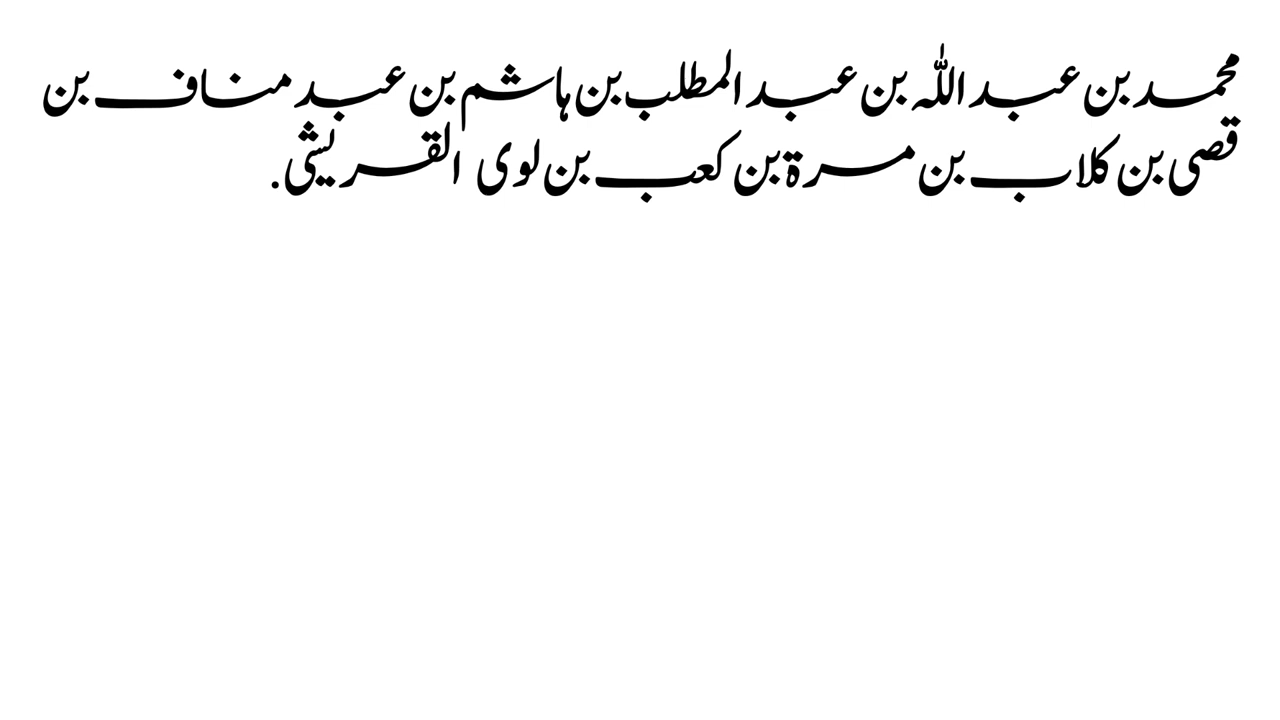 محمد بن عبد اللہ بن عبد المطلب بن ہاشم بن عبد مناف بن
قصی بن کلاب بن مرة بن کعب بن لوی القریشی.